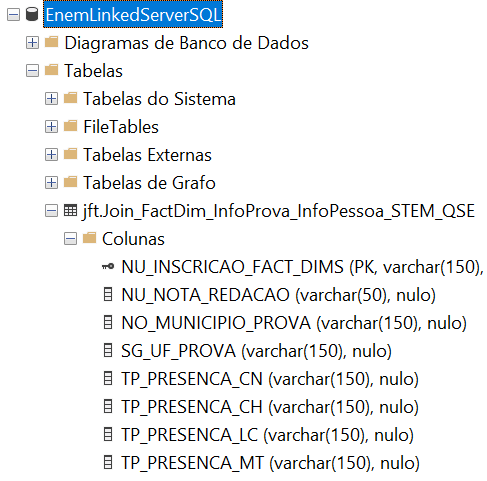 EnemLinkedServerSQL
Diagramas de Banco de Dados
Tabelas
Tabelas do Sistema
FileTables
Tabelas Externas
Tabelas de Grafo
jft.Join_FactDim_InfoProva_InfoPessoa_STEM_QSE
Colunas
NU_INSCRICAO_FACT_DIMS (PK, varchar(150),
NU_NOTA_REDACAO (varchar(50), nulo)
NO_MUNICIPIO_PROVA (varchar(150), nulo)
SG_UF_PROVA (varchar(150), nulo)
TP_PRESENCA_CN (varchar(150), nulo)
TP_PRESENCA_CH (varchar(150), nulo)
TP_PRESENCA_LC (varchar(150), nulo)
TP_PRESENCA_MT (varchar(150), nulo)